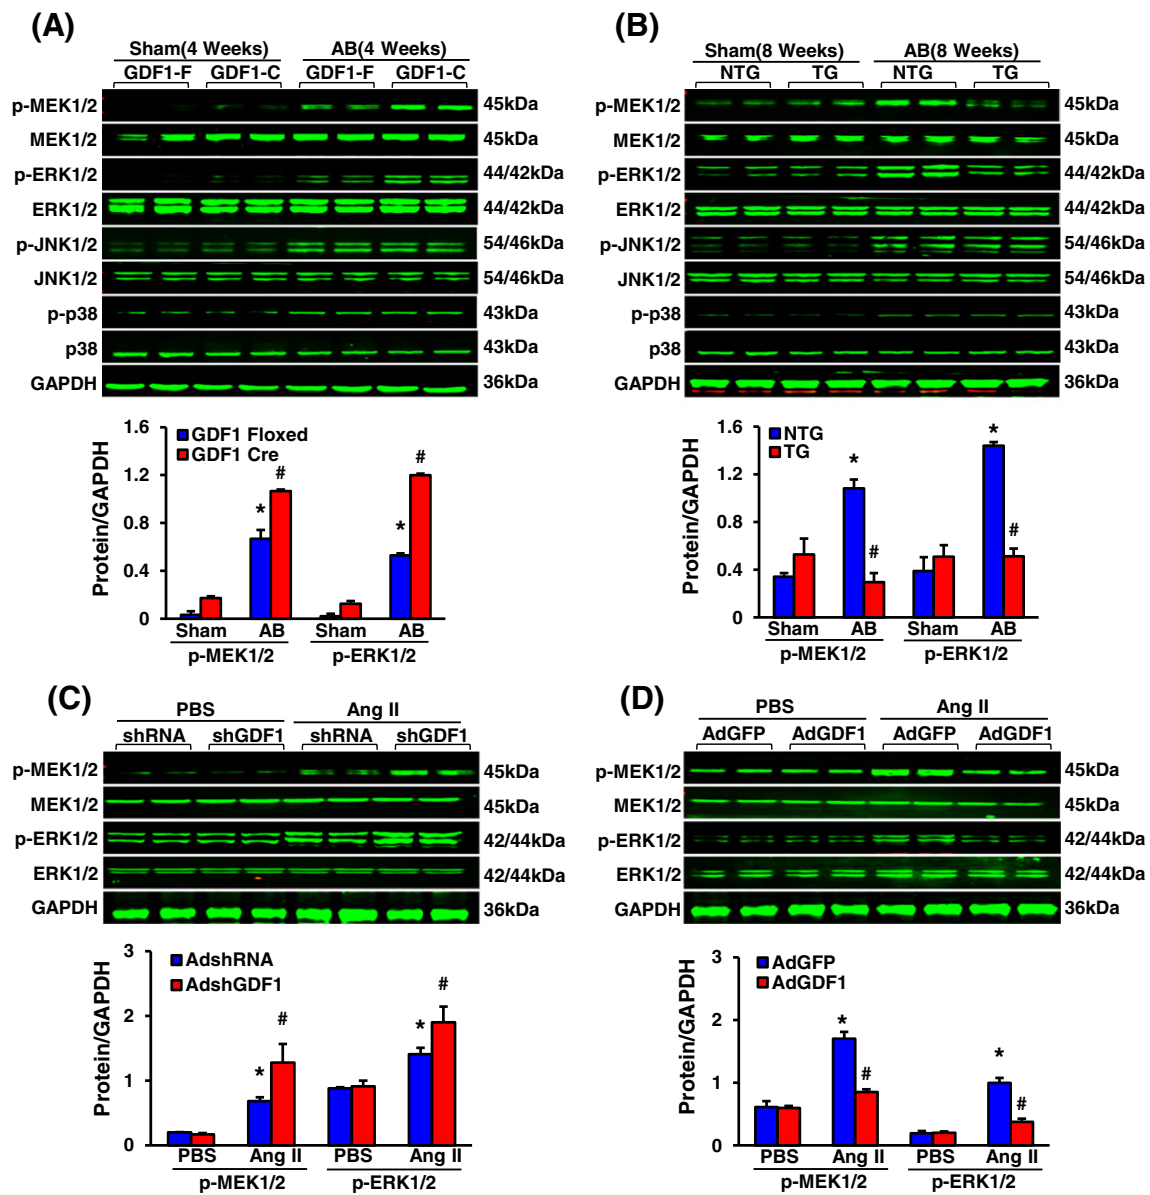 (A)
Sham(4 Weeks) AB(4 Weeks)
GDF1-F GDF1-C GDF1-F GDF1-C
p-MEK1/2 45kDa
MEK1/2 45kDa
p-ERK1/2 44/42kDa
ERK1/2 44/42kDa
p-JNK1/2 54/46kDa
JNK1/2 54/46kDa
p-p38 43kDa
p38 43kDa
GAPDH 36kDa
Protein/GAPDH
1.6
1.2
0.8
0.4
0
GDF1 Floxed
GDF1 Cre
* # * #
Sham AB Sham AB
p-MEK1/2 p-ERK1/2
(B)
Sham(8 Weeks) AB(8 Weeks)
NTG TG NTG TG
p-MEK1/2 45kDa
MEK1/2 45kDa
p-ERK1/2 44/42kDa
ERK1/2 44/42kDa
p-JNK1/2 54/46kDa
JNK1/2 54/46kDa
p-p38 43kDa
p38 43kDa
GAPDH 36kDa
Protein/GAPDH
1.6
1.2
0.8
0.4
0
NTG
TG
* # * #
Sham AB Sham AB
p-MEK1/2 p-ERK1/2
(C)
PBS Ang II
shRNA shGDF1 shRNA shGDF1
p-MEK1/2 45kDa
MEK1/2 45kDa
p-ERK1/2 42/44kDa
ERK1/2 42/44kDa
GAPDH 36kDa
Protein/GAPDH
3
2
1
0
AdshRNA
AdshGDF1
* # * #
PBS Ang II PBS Ang II
p-MEK1/2 p-ERK1/2
(D)
PBS Ang II
AdGFP AdGDF1 AdGFP AdGDF1
p-MEK1/2 45kDa
MEK1/2 45kDa
p-ERK1/2 42/44kDa
ERK1/2 42/44kDa
GAPDH 36kDa
Protein/GAPDH
3
2
1
0
AdGFP
AdGDF1
* # * #
PBS Ang II PBS Ang II
p-MEK1/2 p-ERK1/2